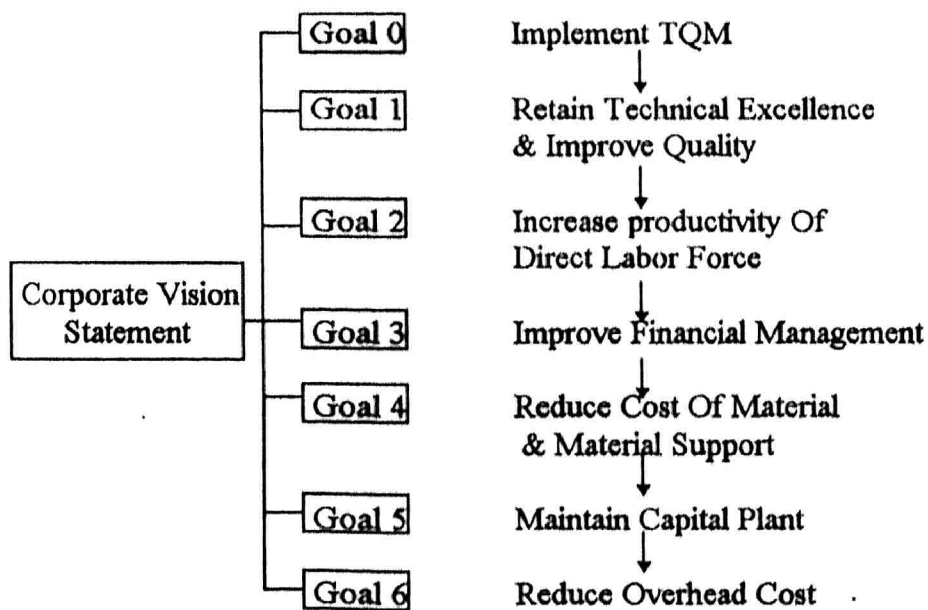 Goal 0 Implement TQM
Goal 1 Retain Technical Excellence
& Improve Quality
Goal 2 Increase productivity Of
Direct Labor Force
Corporate Vision
Statement
Goal 3 Improve Financial Management
Goal 4 Reduce Cost Of Material
& Material Support
Goal 5 Maintain Capital Plant
Goal 6 Reduce Overhead Cost